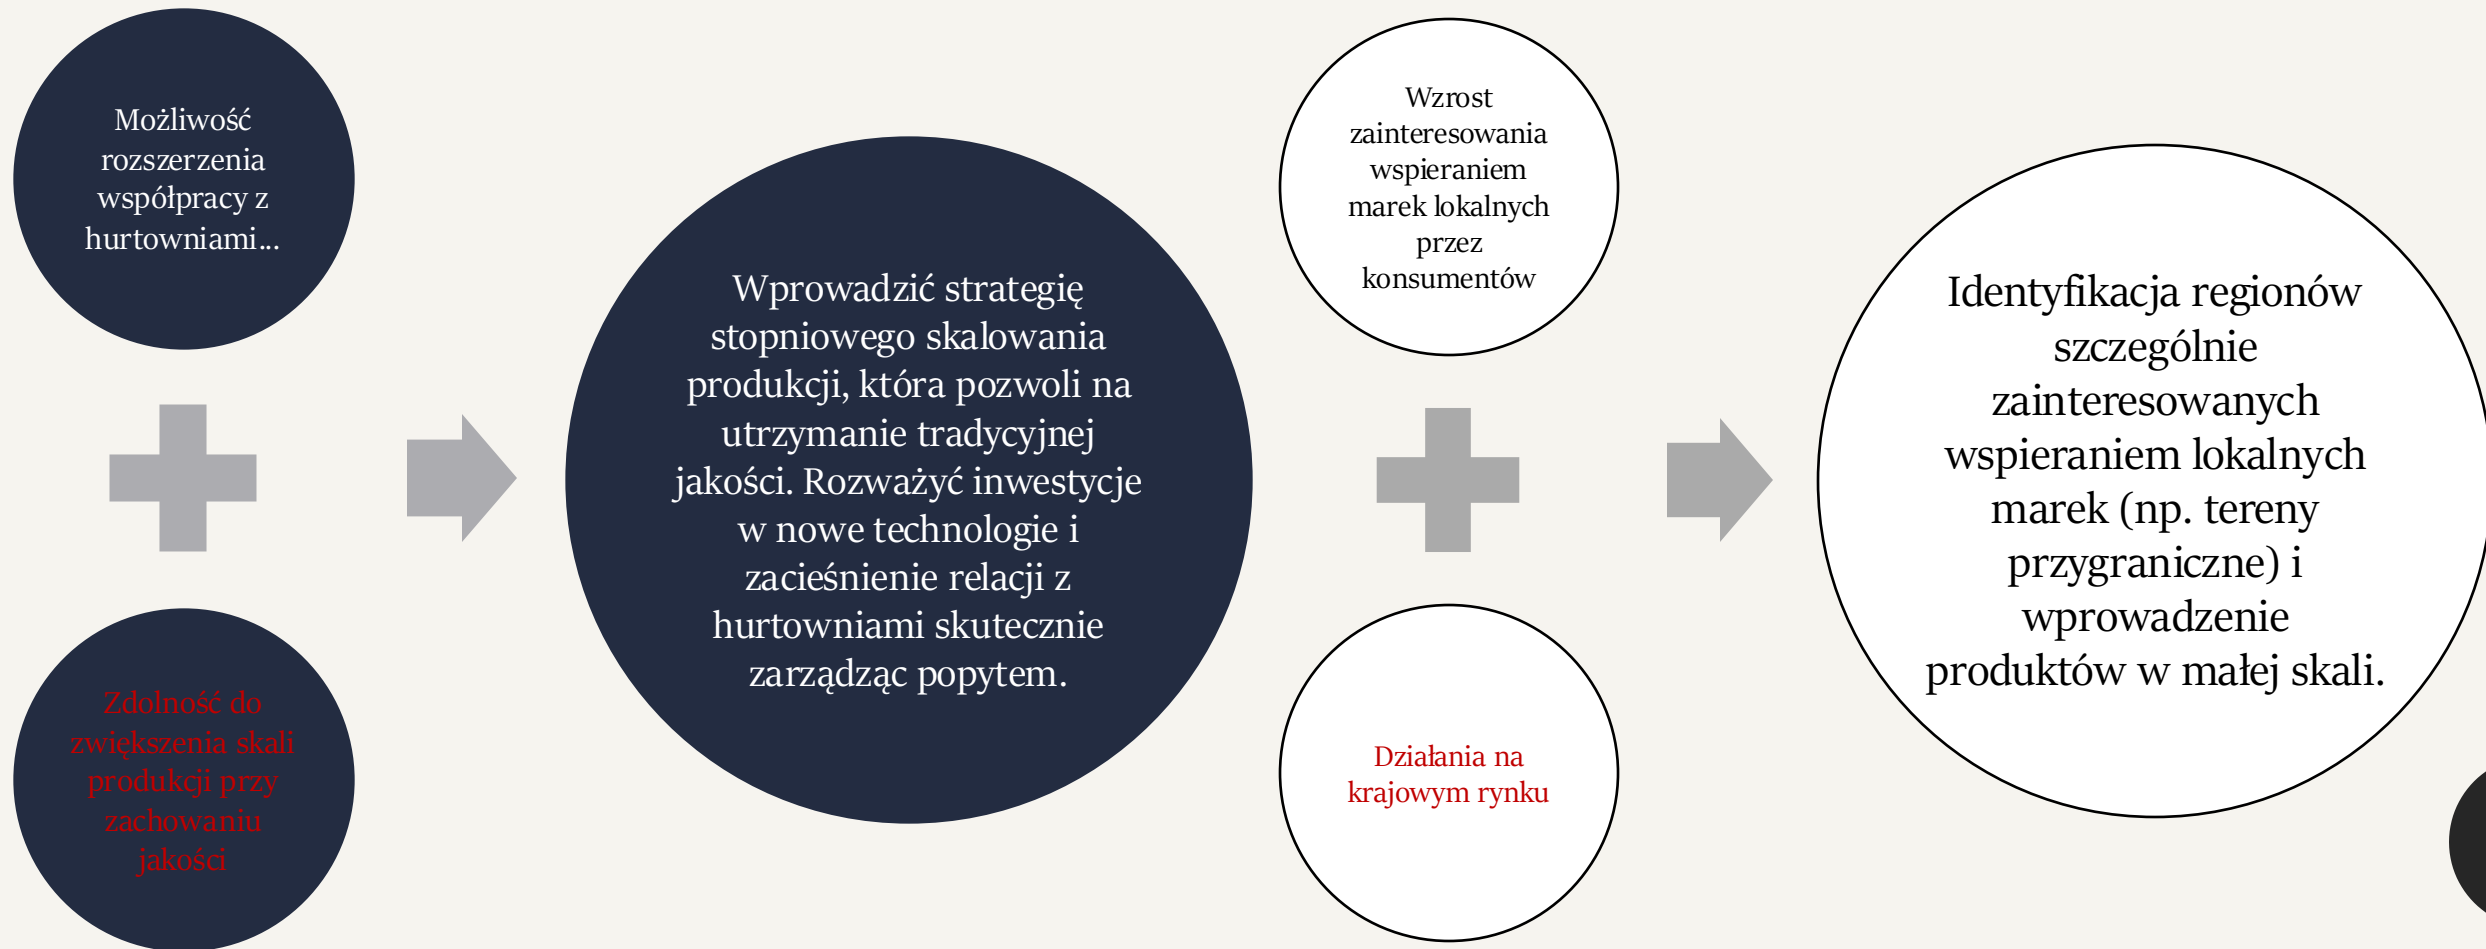 Możliwość
rozszerzenia
współpracy z
hurtowniami...
Zdolność do
zwiększenia skali
produkcji przy
zachowaniu
jakości
Wprowadzić strategię
stopniowego skalowania
produkcji, która pozwoli na
utrzymanie tradycyjnej
jakości. Rozważyć inwestycje
w nowe technologie i
zacieśnienie relacji z
hurtowniami skutecznie
zarządząc popytem.
Wzrost
zainteresowania
wspieraniem
marek lokalnych
przez
konsumentów
Działania na
krajowym rynku
Identyfikacja regionów
szczególnie
zainteresowanych
wspieraniem lokalnych
marek (np. tereny
przygraniczne) i
wprowadzenie
produktów w małej skali.